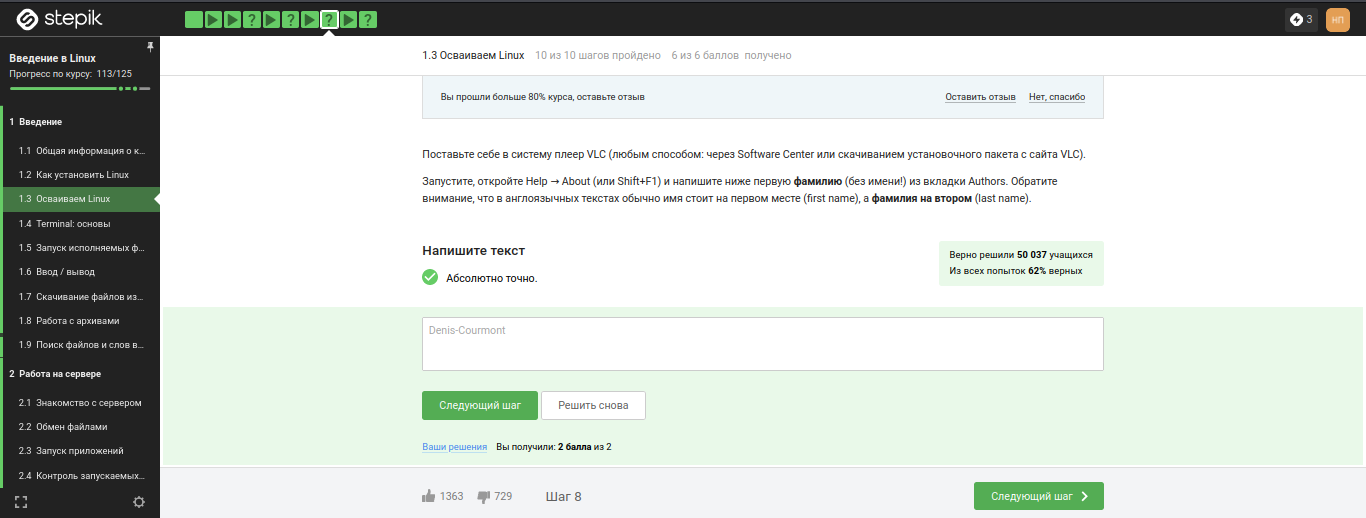 stepik
3
НП
Введение в Linux
Прогресс по курсу: 113/125
1 Введение
1.1 Общая информация о к...
1.2 Как установить Linux
1.3 Осваиваем Linux
1.4 Terminal: основы
1.5 Запуск исполняемых ф...
1.6 Ввод / вывод
1.7 Скачивание файлов из...
1.8 Работа с архивами
1.9 Поиск файлов и слов в...
2 Работа на сервере
2.1 Знакомство с сервером
2.2 Обмен файлами
2.3 Запуск приложений
2.4 Контроль запускаемых...
1.3 Осваиваем Linux 10 из 10 шагов пройдено 6 из 6 баллов получено
Вы прошли больше 80% курса, оставьте отзыв Оставить отзыв Нет, спасибо
Поставьте себе в систему плеер VLC (любым способом: через Software Center или скачиванием установочного пакета с сайта VLC).
Запустите, откройте Help → About (или Shift+F1) и напишите ниже первую фамилию (без имени!) из вкладки Authors. Обратите
внимание, что в англоязычных текстах обычно имя стоит на первом месте (first name), а фамилия на втором (last name).
Напишите текст
Абсолютно точно.
Верно решили 50 037 учащихся
Из всех попыток 62% верных
Denis-Courmont
Следующий шаг Решить снова
Ваши решения Вы получили: 2 балла из 2
1363 729 Шаг 8 Следующий шаг